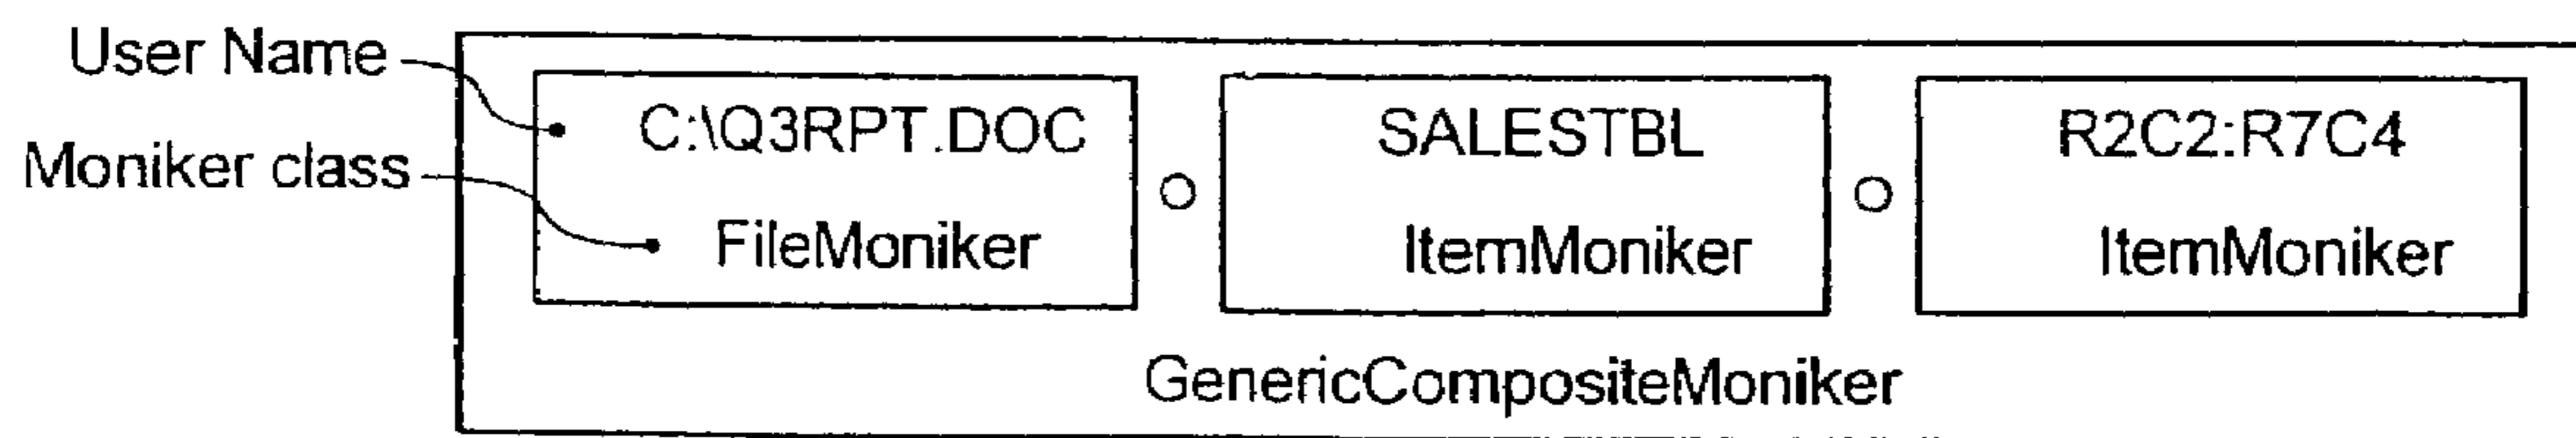 User Name
Moniker class
C:\Q3RPT.DOC
FileMoniker
SALESTBL
ItemMoniker
R2C2:R7C4
ItemMoniker
GenericCompositeMoniker